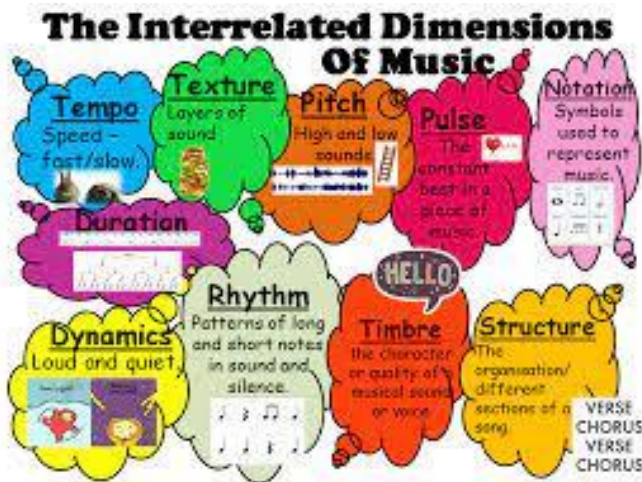 The Interrelated Dimensions
Of Music
Tempo
Speed –
fast/slow.
Texture
Layers of
sound
Pitch
High and low
sounds
Pulse
The
constant
beat in a
piece of
music
Notation
Symbols
used to
represent
music.
Duration
Dynamics
Loud and quiet.
Rhythm
Patterns of long
and short notes
in sound and
silence.
HELLO
Timbre
the character
or quality of a
musical sound
or voice
Structure
The
organisation/
different
sections of a
song.
VERSE
CHORUS
VERSE
CHORUS